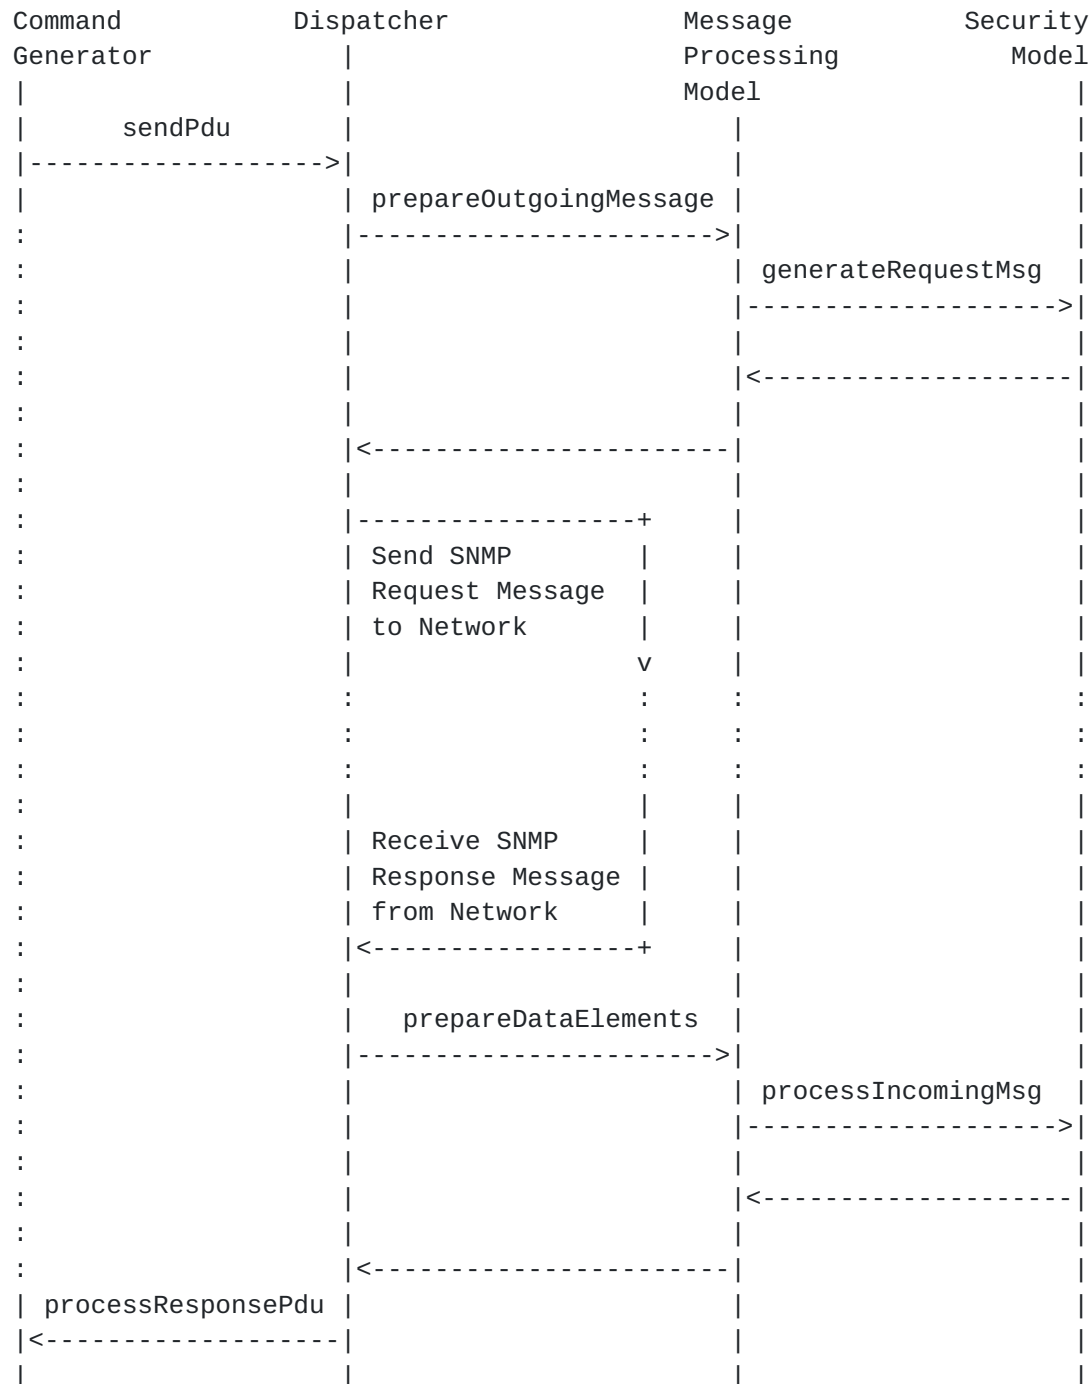 Command Dispatcher Message Security
Generator Processing Model
Model
sendPdu
prepareOutgoingMessage
generateRequestMsg
Send SNMP
Request Message
to Network
v
Receive SNMP
Response Message
from Network
prepareDataElements
processIncomingMsg
processResponsePdu